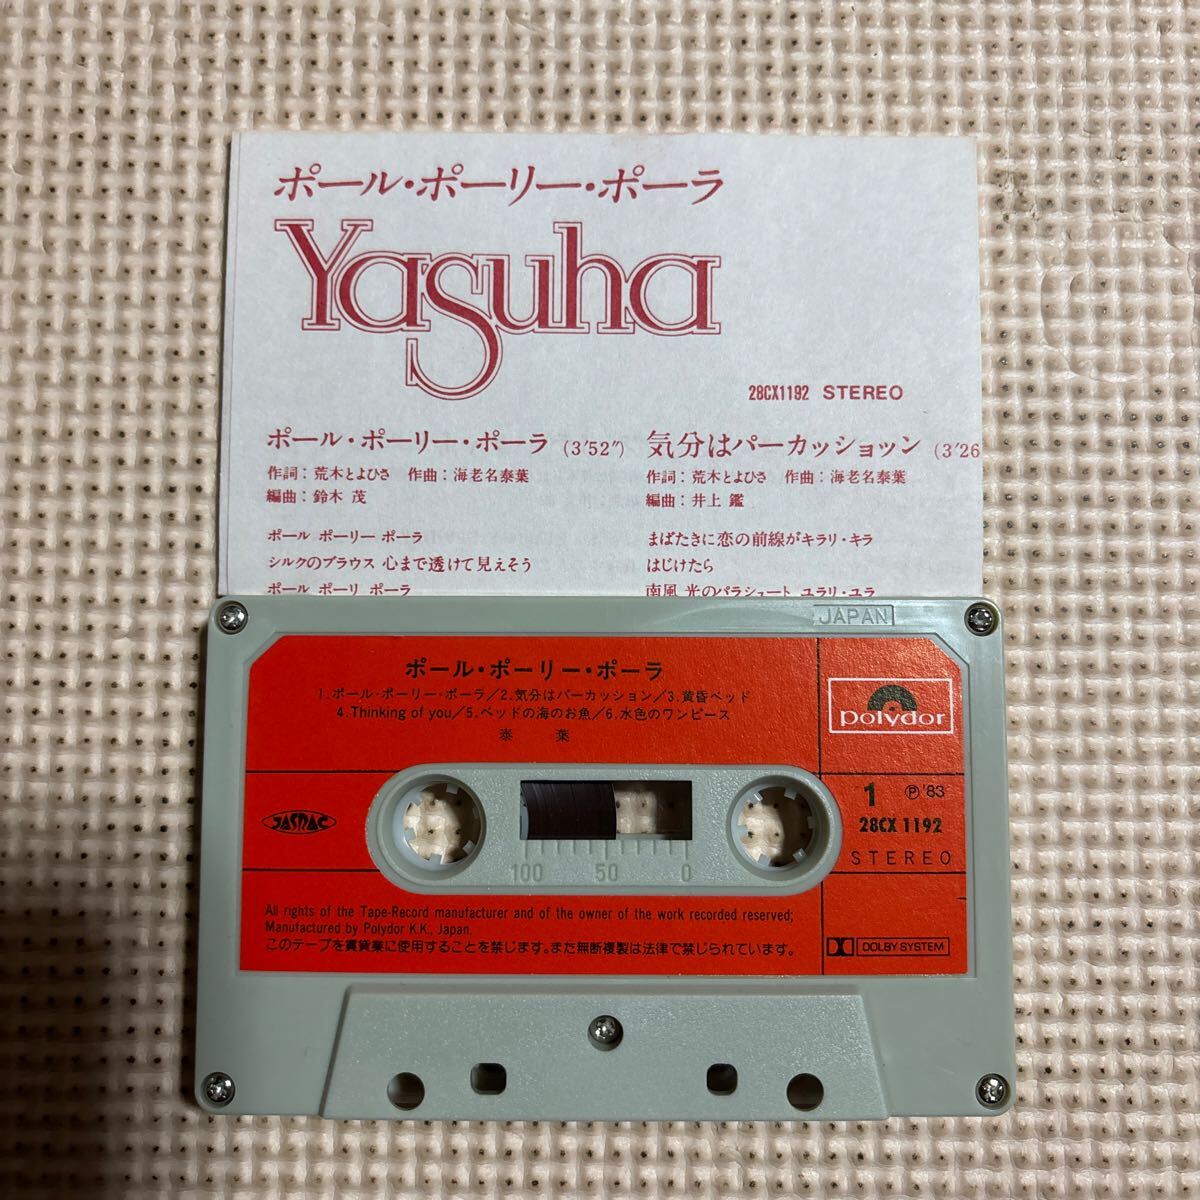 ポール・ポーリー・ポーラ
Yasuha
28CX1192 STEREO
ポール・ポーリー・ポーラ (3'52")
作詞：荒木とよひさ 作曲：海老名泰葉
編曲：鈴木 茂
ポール ポーリー ポーラ
シルクのブラウス 心まで透けて見えそう
ポール ポーリ ポーラ
気分はパーカッショッン (3'26
作詞：荒木とよひさ 作曲：海老名泰葉
編曲：井上 鑑
まばたきに恋の前線がキラリ・キラ
はじけたら
南風 光のパラシュート ユラリ・ユラ
JAPAN
ポール・ポーリー・ポーラ
1.ポール・ポーリー・ポーラ/2.気分はパーカッション/3.黄昏ベッド
4.Thinking of you/5.ベッドの海のお魚/6.水色のワンピース
泰 葉
polydor
JASRAC
1 Ⓟ'83
28CX 1192
STEREO
100 50 0
All rights of the Tape-Record manufacturer and of the owner of the work recorded reserved;
Manufactured by Polydor K.K., Japan.
このテープを賃貸業に使用することを禁じます。また無断複製は法律で禁じられています。
DOLBY SYSTEM